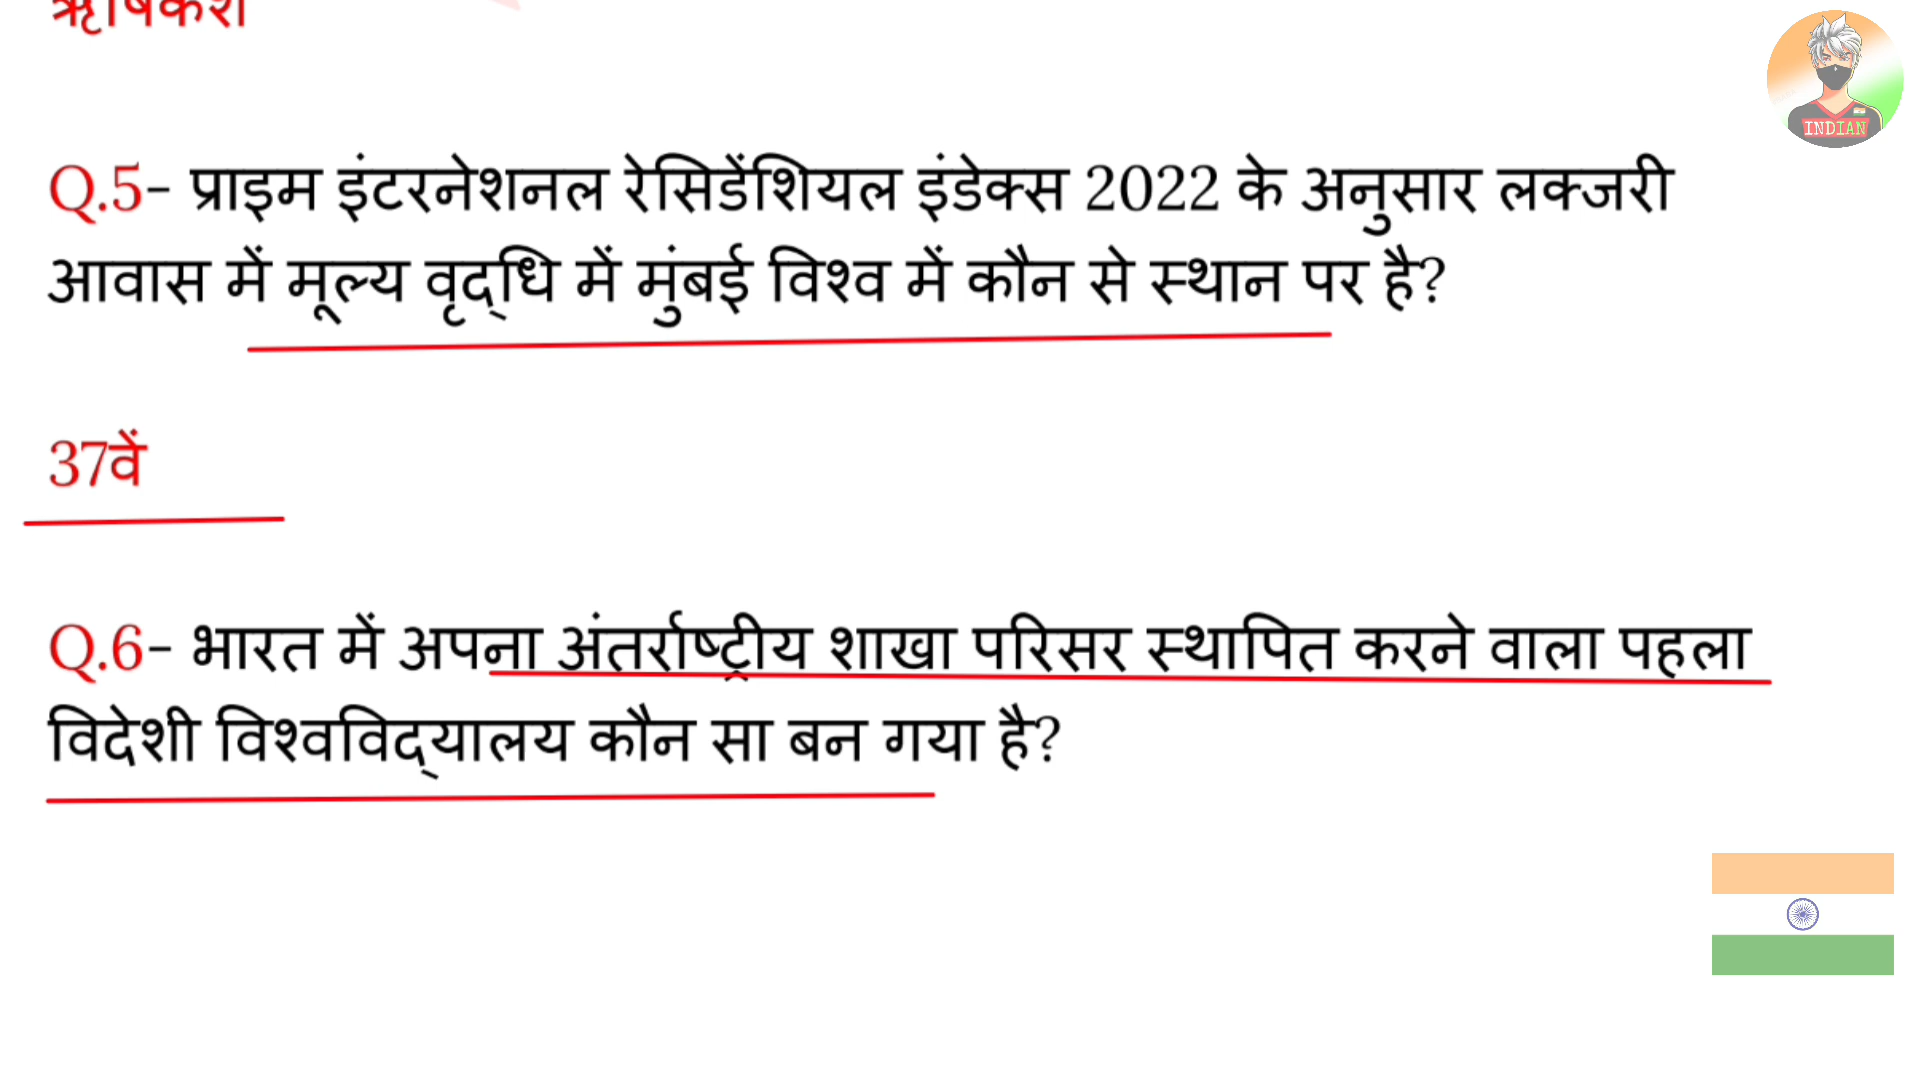 ऋषिकेश
Q.5- प्राइम इंटरनेशनल रेसिडेंशियल इंडेक्स 2022 के अनुसार लक्जरी
आवास में मूल्य वृद्धि में मुंबई विश्व में कौन से स्थान पर है?
37वें
Q.6- भारत में अपना अंतर्राष्ट्रीय शाखा परिसर स्थापित करने वाला पहला
विदेशी विश्वविद्यालय कौन सा बन गया है?
INDIAN